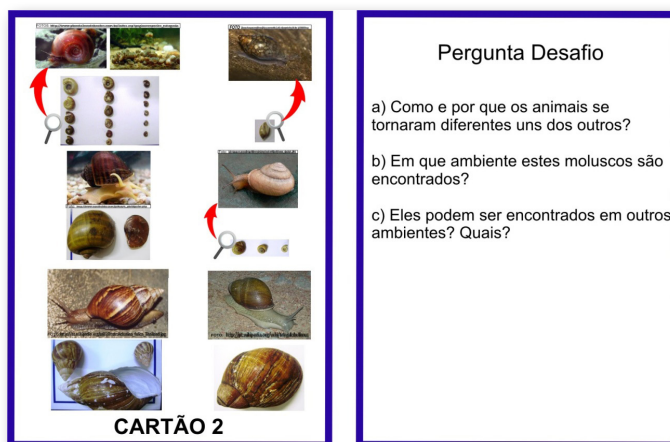 CARTÃO 2
Pergunta Desafio
a) Como e por que os animais se
tornaram diferentes uns dos outros?
b) Em que ambiente estes moluscos são
encontrados?
c) Eles podem ser encontrados em outros
ambientes? Quais?